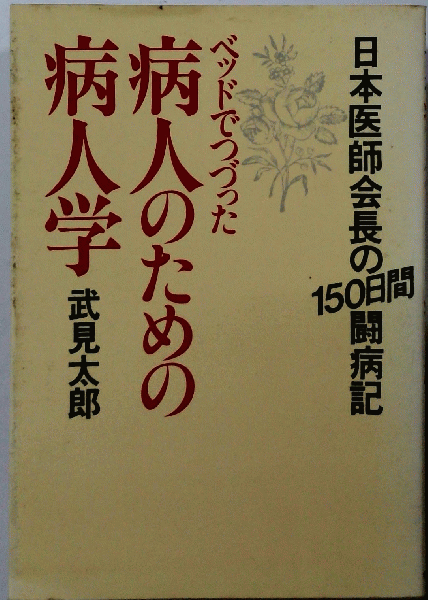 日本医師会長の150日間闘病記
ベッドでつづった
病人のための
病人学
武見太郎